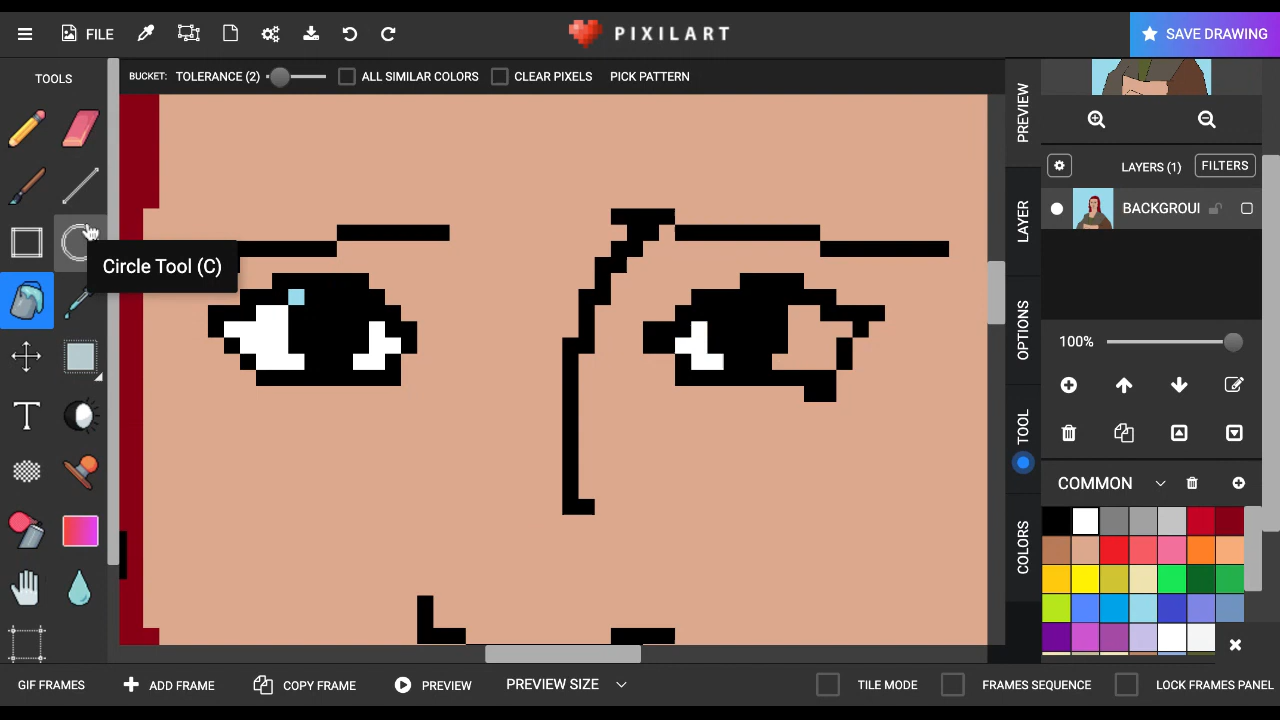 FILE
PIXILART
SAVE DRAWING
TOOLS
BUCKET: TOLERANCE (2)
ALL SIMILAR COLORS
CLEAR PIXELS
PICK PATTERN
Circle Tool (C)
T
PREVIEW
LAYER
OPTIONS
TOOL
COLORS
LAYERS (1)
FILTERS
BACKGROUI
100%
COMMON
GIF FRAMES
ADD FRAME
COPY FRAME
PREVIEW
PREVIEW SIZE
TILE MODE
FRAMES SEQUENCE
LOCK FRAMES PANEL